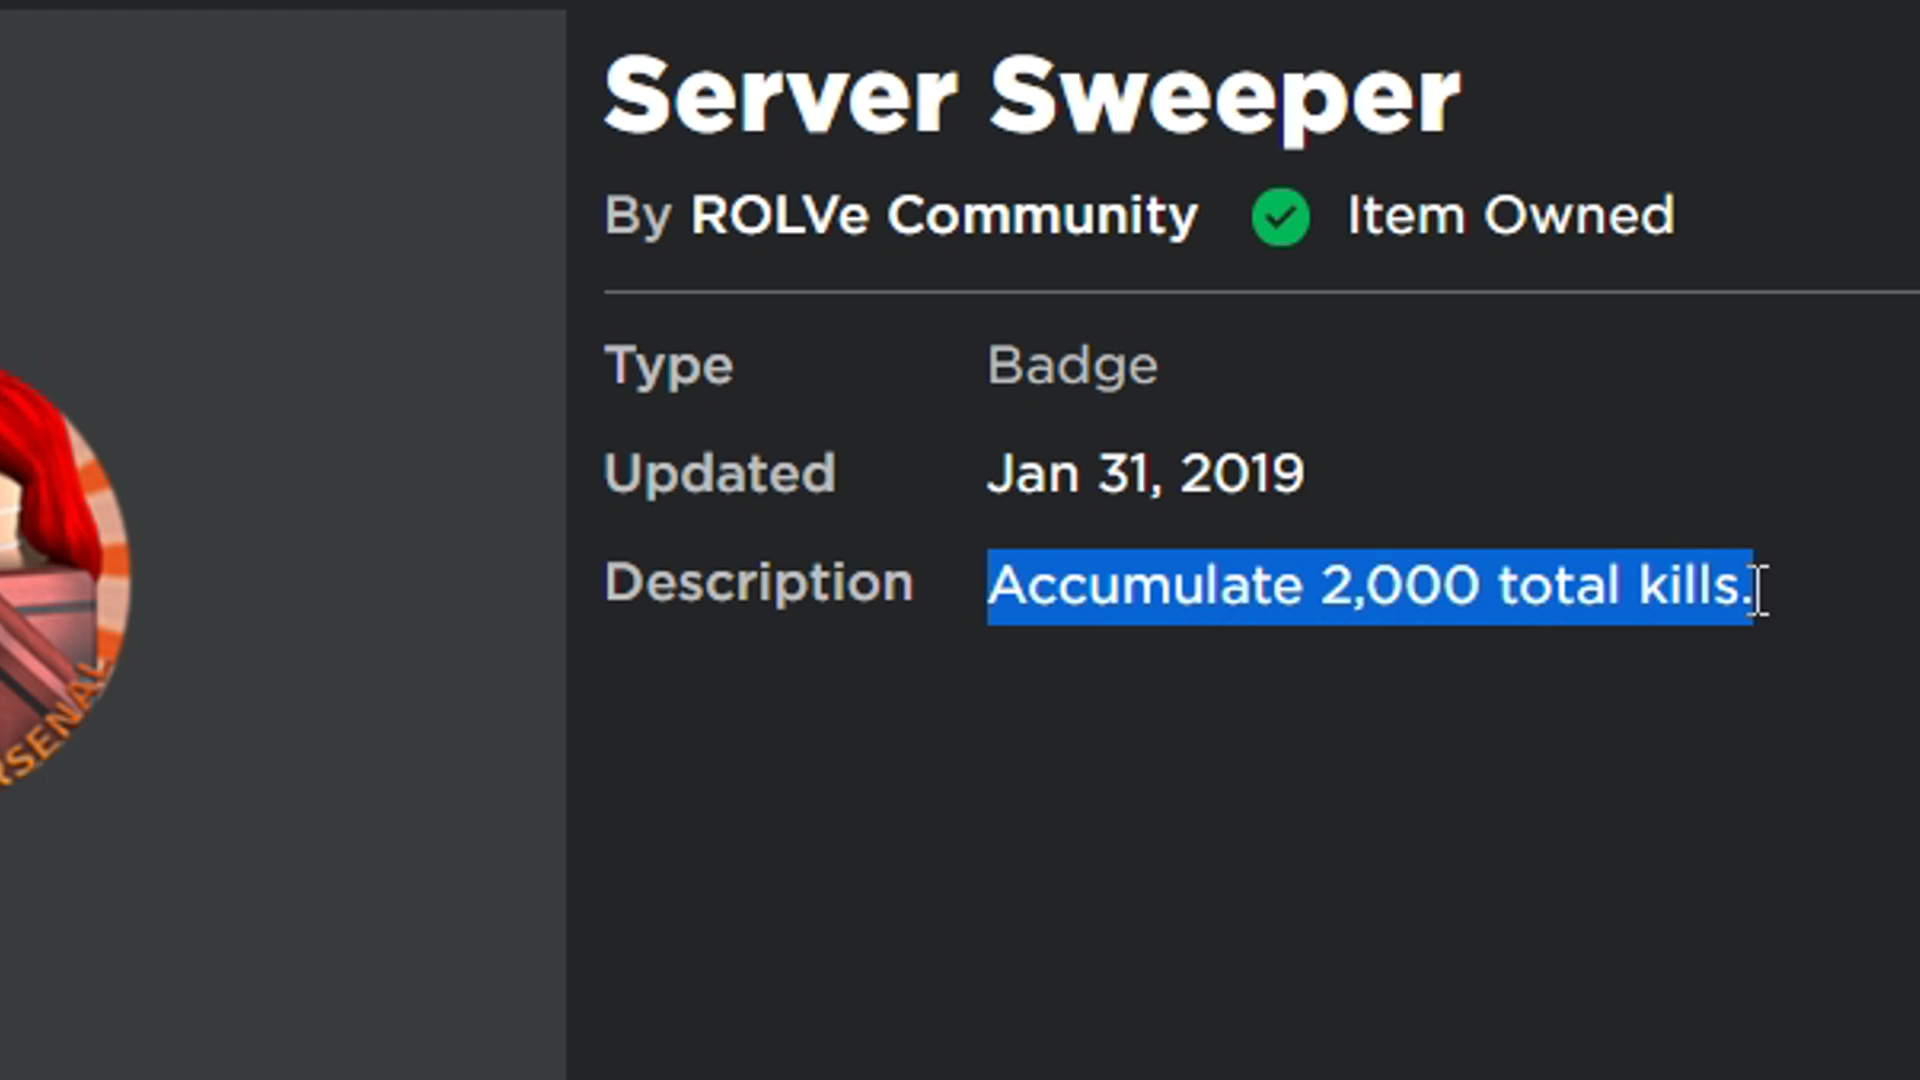 Server Sweeper
By ROLVe Community Item Owned
Type Badge
Updated Jan 31, 2019
Description Accumulate 2,000 total kills.
RSENAL